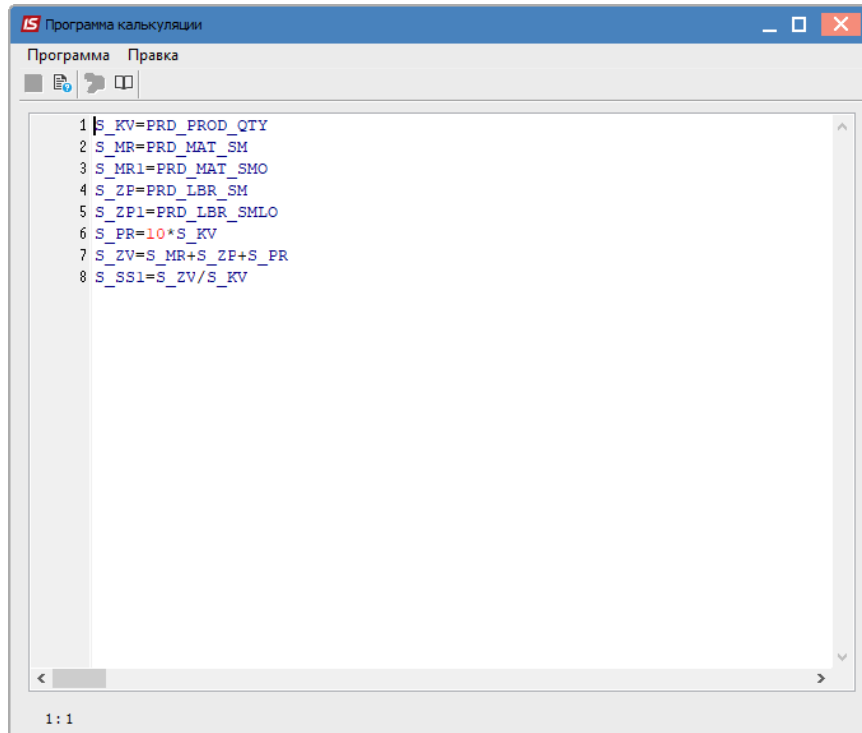 IS Программа калькуляции
Программа Правка
1 S_KV=PRD_PROD_QTY
2 S_MR=PRD_MAT_SM
3 S_MR1=PRD_MAT_SMO
4 S_ZP=PRD_LBR_SM
5 S_ZP1=PRD_LBR_SMLO
6 S_PR=10*S_KV
7 S_ZV=S_MR+S_ZP+S_PR
8 S_SS1=S_ZV/S_KV
1:1